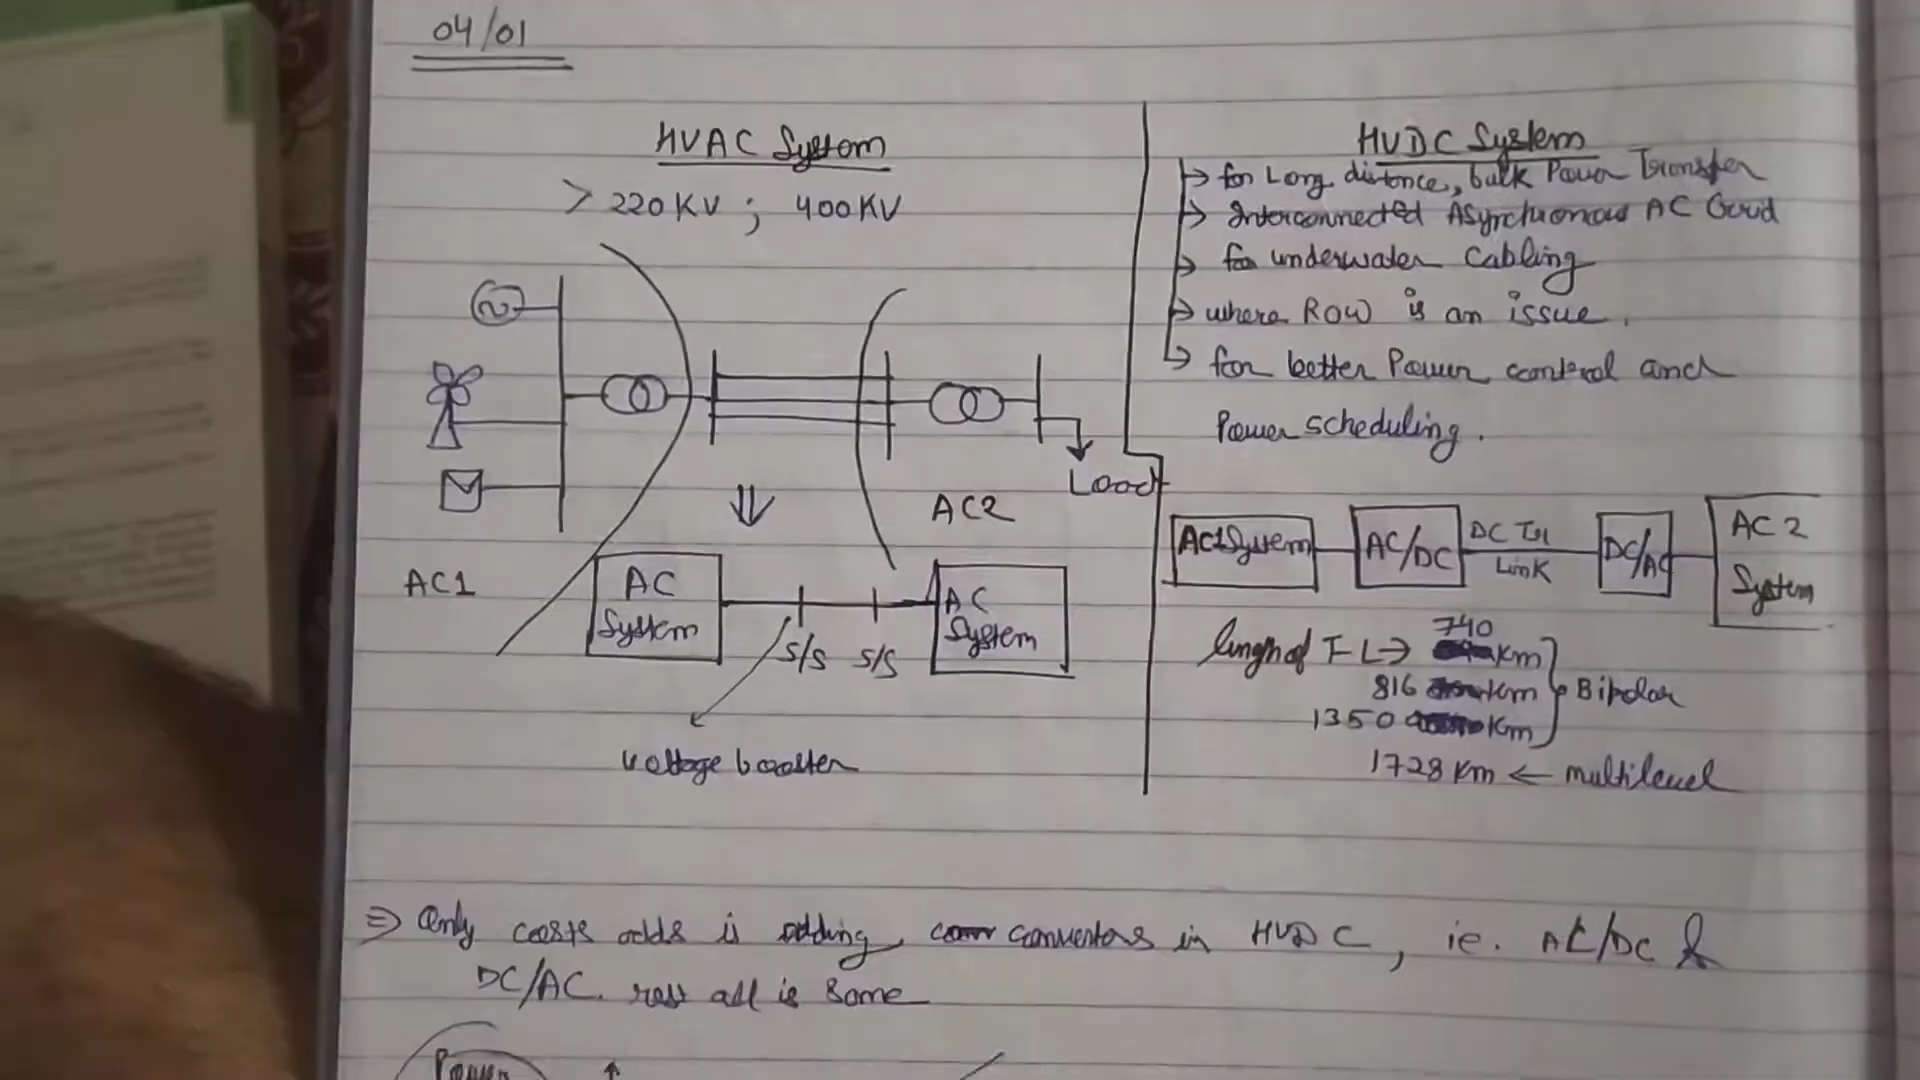 04/01
HVAC System
> 220 KV ; 400 KV
AC1
AC2
Load
AC
System
S/S S/S
AC
System
voltage booster
HVDC System
→ for Long distence, bulk Power Transfer
→ Interconnected Asynchronous AC Grid
→ for underwater Cabling
→ where ROW is an issue.
→ for better Power control and
Power scheduling.
AC1 System
AC/DC
DC
Link
DC/AC
AC 2
System
T L → 740 Km
816 Km
1350 Km
Bipolar
1728 Km ← multilevel
⇒ Only costs adds is adding convertors in HVDC, ie. AC/DC &
DC/AC. rest all is Same
Power